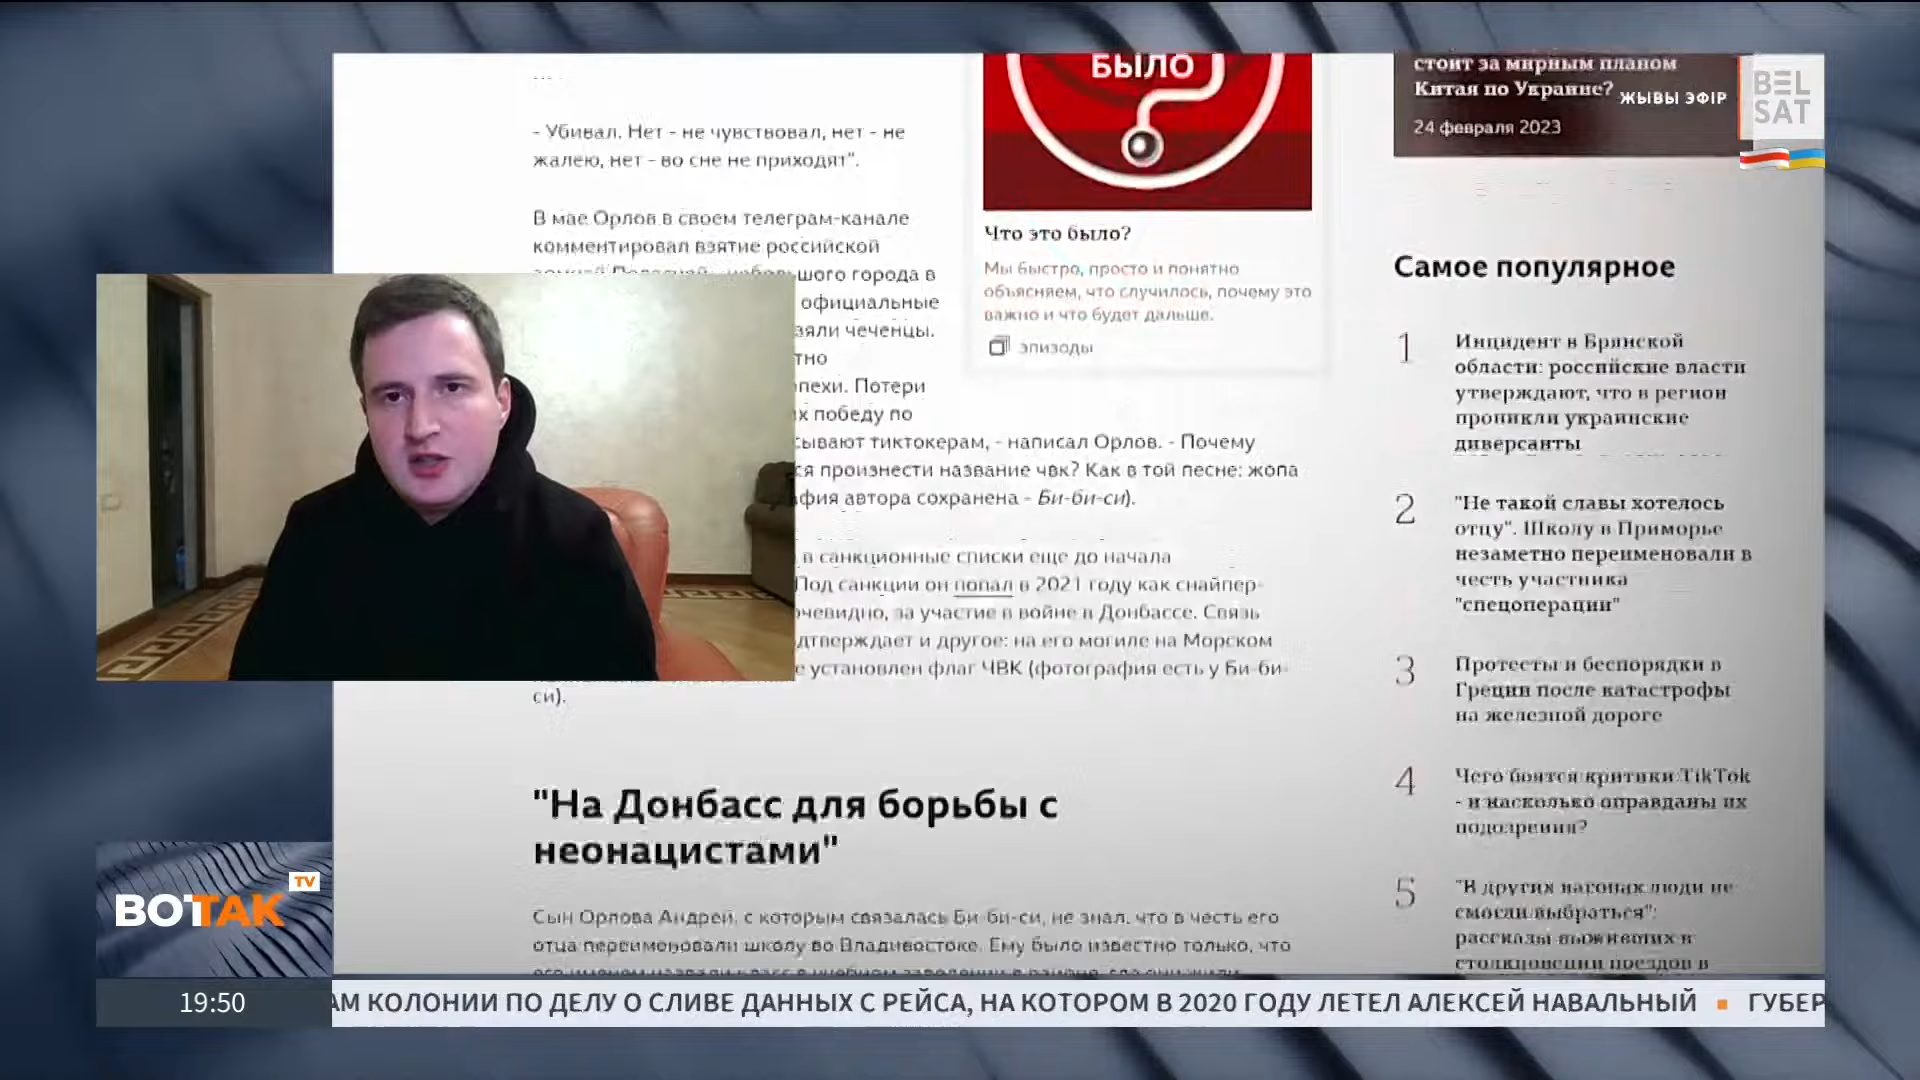 - Убивал. Нет - не чувствовал, нет - не
жалею, нет - во сне не приходят".
В мае Орлов в своем телеграм-канале
комментировал взятие российской
шого города в
официальные
зяли чеченцы.
тно
пехи. Потери
х победу по
сывают тиктокерам, - написал Орлов. - Почему
ся произнести название чвк? Как в той песне: жопа
фия автора сохранена - Би-би-си).
в санкционные списки еще до начала
Под санкции он попал в 2021 году как снайпер-
очевидно, за участие в войне в Донбассе. Связь
дтверждает и другое: на его могиле на Морском
е установлен флаг ЧВК (фотография есть у Би-би-
си).
"На Донбасс для борьбы с
неонацистами"
Сын Орлова Андрей, с которым связалась Би-би-си, не знал, что в честь его
отца переименовали школу во Владивостоке. Ему было известно только, что
БЫЛО
Что это было?
Мы быстро, просто и понятно
объясняем, что случилось, почему это
важно и что будет дальше.
эпизоды
стоит за мирным планом
Китая по Украине?
24 февраля 2023
ЖЫВЫ ЭФІР
BEL
SAT
Самое популярное
1
Инцидент в Брянской
области: российские власти
утверждают, что в регион
проникли украинские
диверсанты
2
"Не такой славы хотелось
отцу". Школу в Приморье
незаметно переименовали в
честь участника
"спецоперации"
3
Протесты и беспорядки в
Греции после катастрофы
на железной дороге
4
Чего боятся критики TikTok
- и насколько оправданы их
подозрения?
5
"В других вагонах люди не
смогли выбраться":
рассказы выживших в
столкновении поездов в
ВОТ ТАК TV
19:50
АМ КОЛОНИИ ПО ДЕЛУ О СЛИВЕ ДАННЫХ С РЕЙСА, НА КОТОРОМ В 2020 ГОДУ ЛЕТЕЛ АЛЕКСЕЙ НАВАЛЬНЫЙ ▪ ГУБЕР